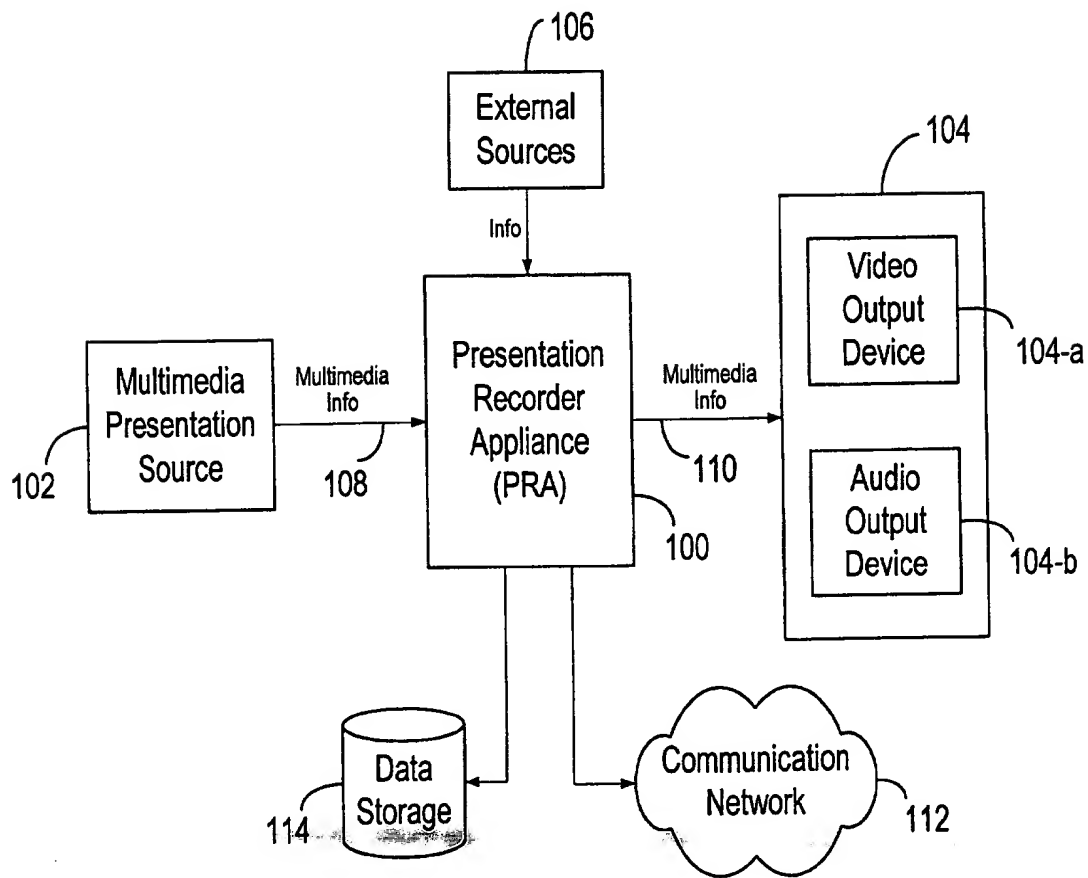 106
External
Sources
Info
104
Video
Output
Device
104-a
Multimedia
Presentation
Source
102
Multimedia
Info
108
Presentation
Recorder
Appliance
(PRA)
100
Multimedia
Info
110
Audio
Output
Device
104-b
Data
Storage
114
Communication
Network
112